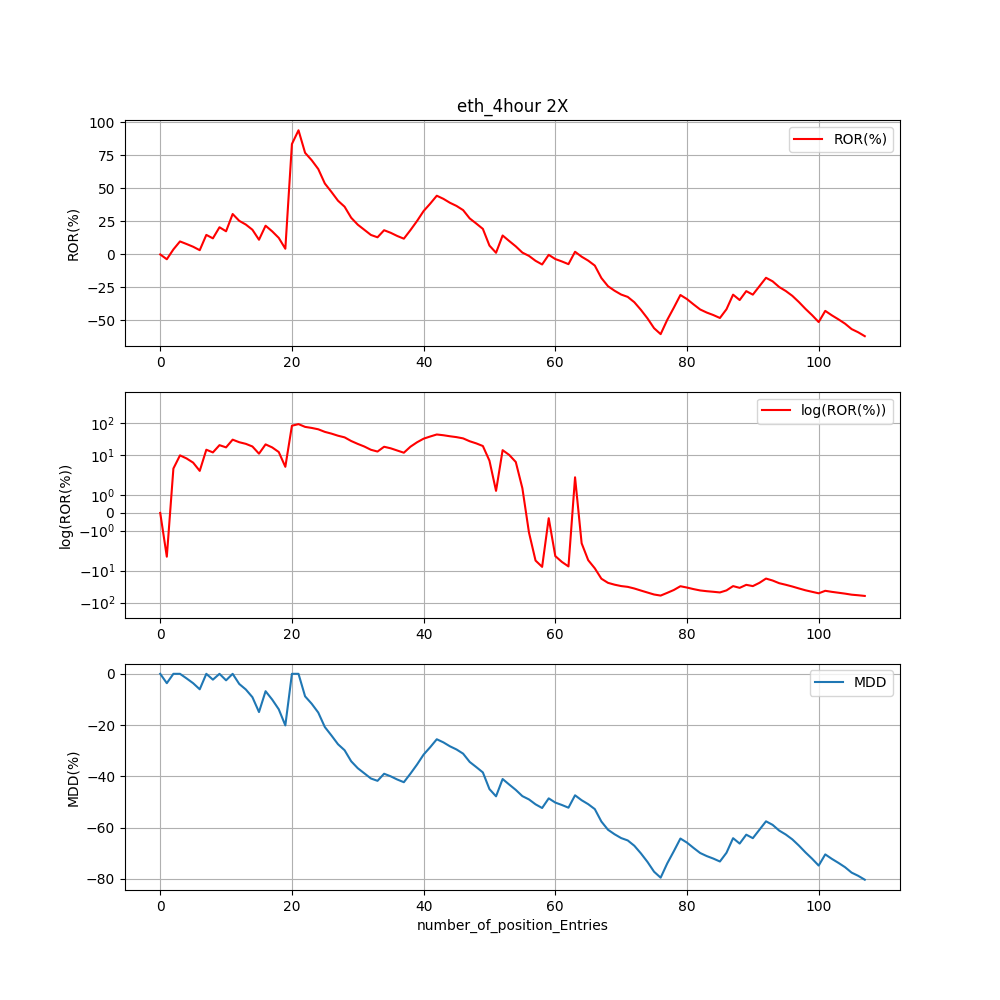 eth_4hour 2X
ROR(%)
ROR(%)
100
75
50
25
0
−25
−50
0 20 40 60 80 100
log(ROR(%))
log(ROR(%))
10²
10¹
10⁰
0
−10⁰
−10¹
−10²
0 20 40 60 80 100
MDD
MDD(%)
0
−20
−40
−60
−80
0 20 40 60 80 100
number_of_position_Entries